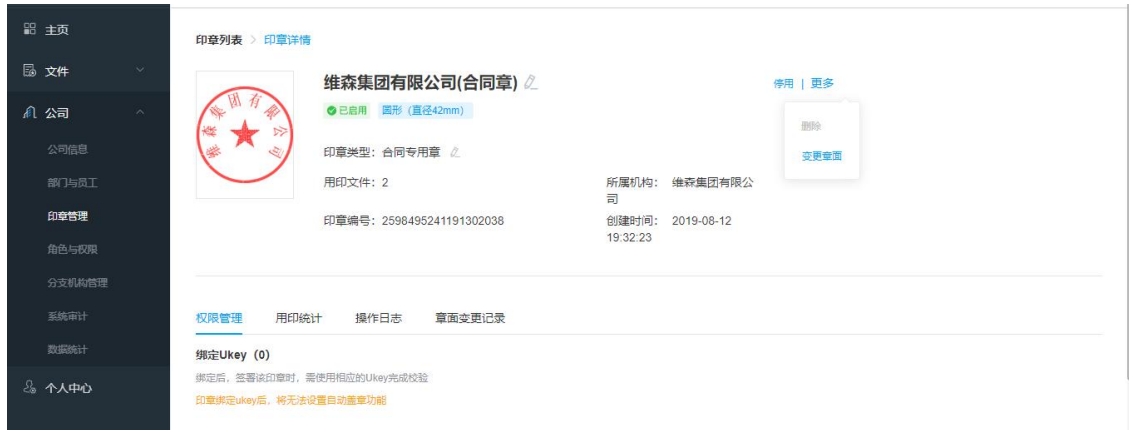 主页
文件
公司
公司信息
部门与员工
印章管理
角色与权限
分支机构管理
系统审计
数据统计
个人中心
印章列表 > 印章详情
维森集团有限公司
维森集团有限公司(合同章)
停用 | 更多
已启用 圆形（直径42mm）
删除
变更章面
印章类型：合同专用章
用印文件：2
所属机构： 维森集团有限公
司
印章编号：2598495241191302038
创建时间： 2019-08-12
19:32:23
权限管理 用印统计 操作日志 章面变更记录
绑定Ukey（0）
绑定后，签署该印章时，需使用相应的Ukey完成校验
印章绑定ukey后，将无法设置自动盖章功能